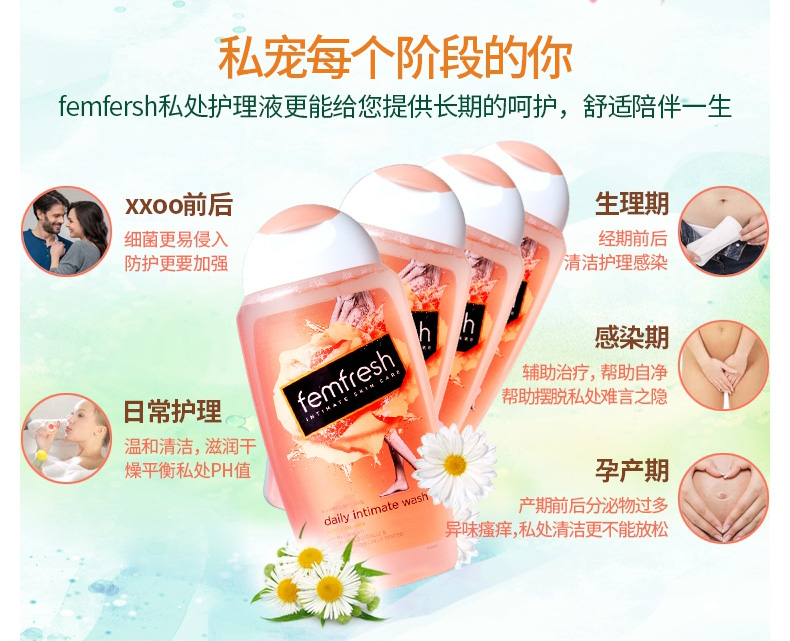 私宠每个阶段的你
femfersh私处护理液更能给您提供长期的呵护，舒适陪伴一生
xxoo前后
细菌更易侵入
防护更要加强
日常护理
温和清洁，滋润干
燥平衡私处PH值
生理期
经期前后
清洁护理感染
感染期
辅助治疗，帮助自净
帮助摆脱私处难言之隐
孕产期
产期前后分泌物过多
异味瘙痒,私处清洁更不能放松
femfresh
INTIMATE SKIN CARE
daily intimate wash
h
h